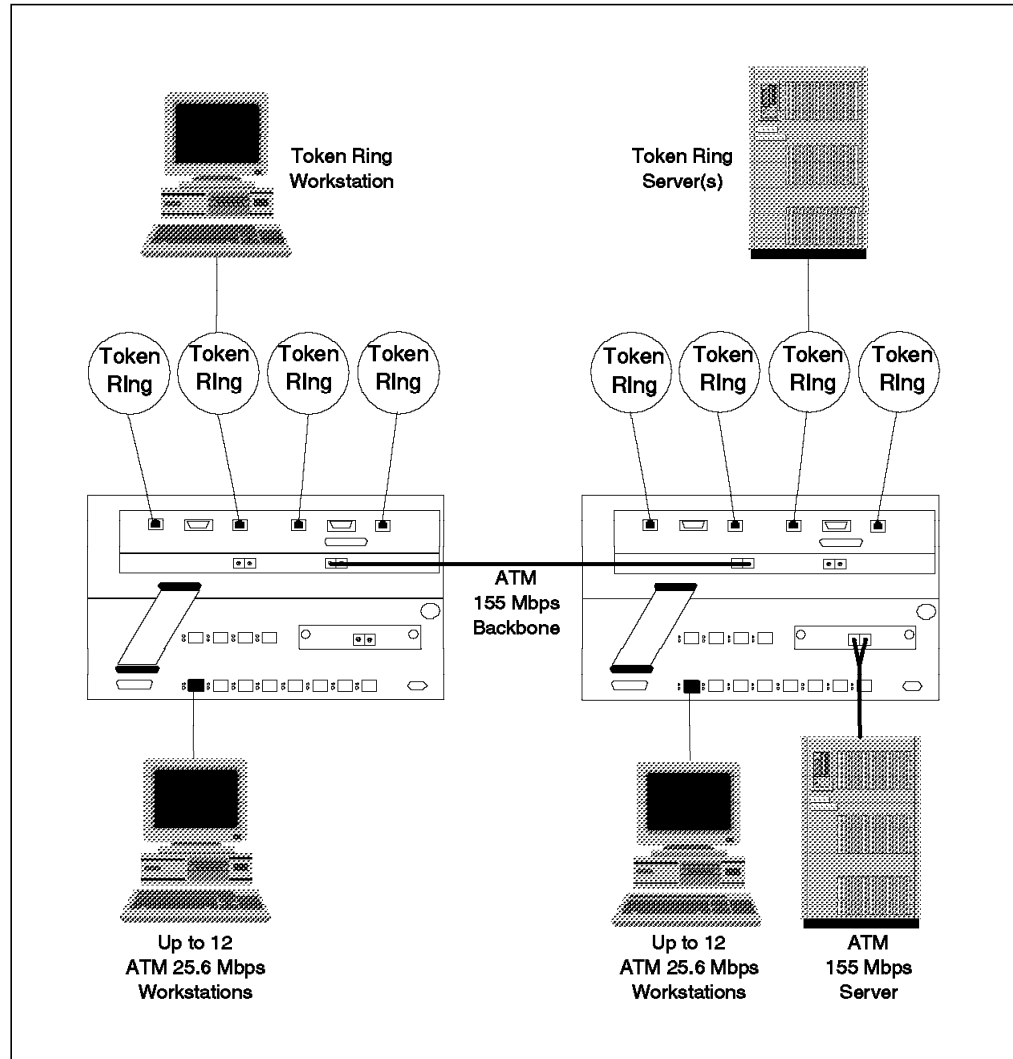 Token Ring
Workstation
Token Ring
Server(s)
Token
RIng
Token
RIng
Token
RIng
Token
RIng
Token
RIng
Token
RIng
Token
RIng
Token
RIng
ATM
155 Mbps
Backbone
Up to 12
ATM 25.6 Mbps
Workstations
Up to 12
ATM 25.6 Mbps
Workstations
ATM
155 Mbps
Server